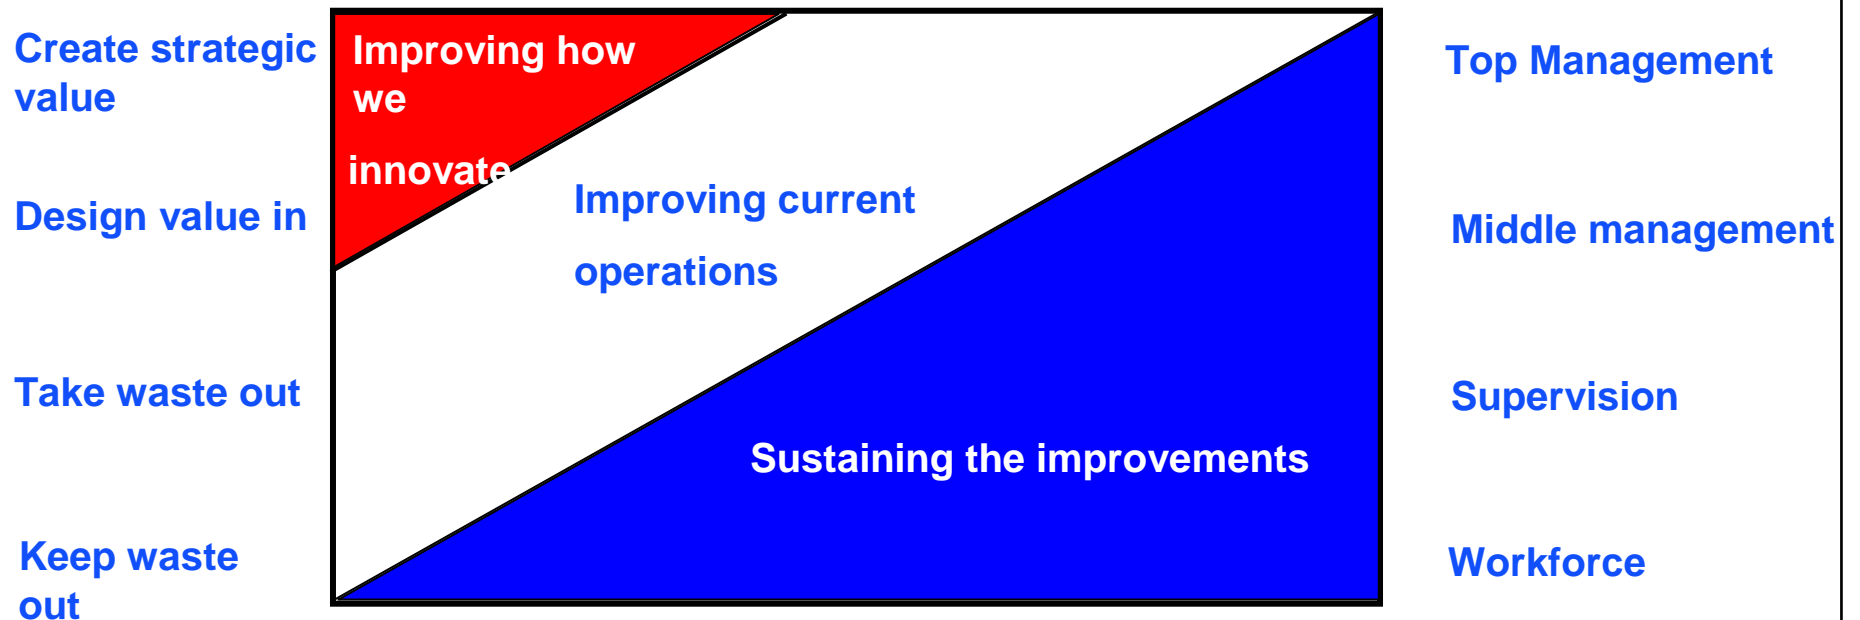 Create strategic
value
Design value in
Take waste out
Keep waste
out
Improving how
we
innovate
Improving current
operations
Sustaining the improvements
Top Management
Middle management
Supervision
Workforce